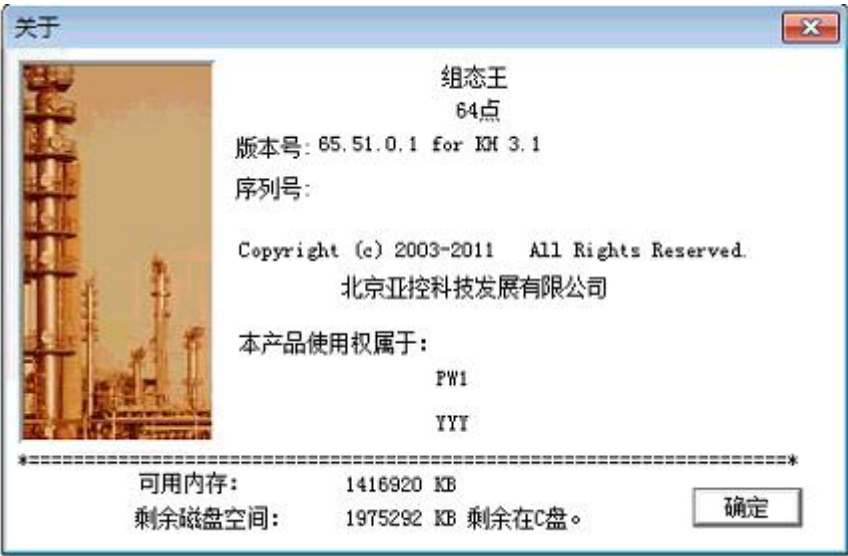 关于
组态王
64点
版本号: 65.51.0.1 for KH 3.1
序列号:
Copyright (c) 2003-2011 All Rights Reserved.
北京亚控科技发展有限公司
本产品使用权属于:
PW1
YYY
*====================================================================*
可用内存: 1416920 KB
剩余磁盘空间: 1975292 KB 剩余在C盘。
确定